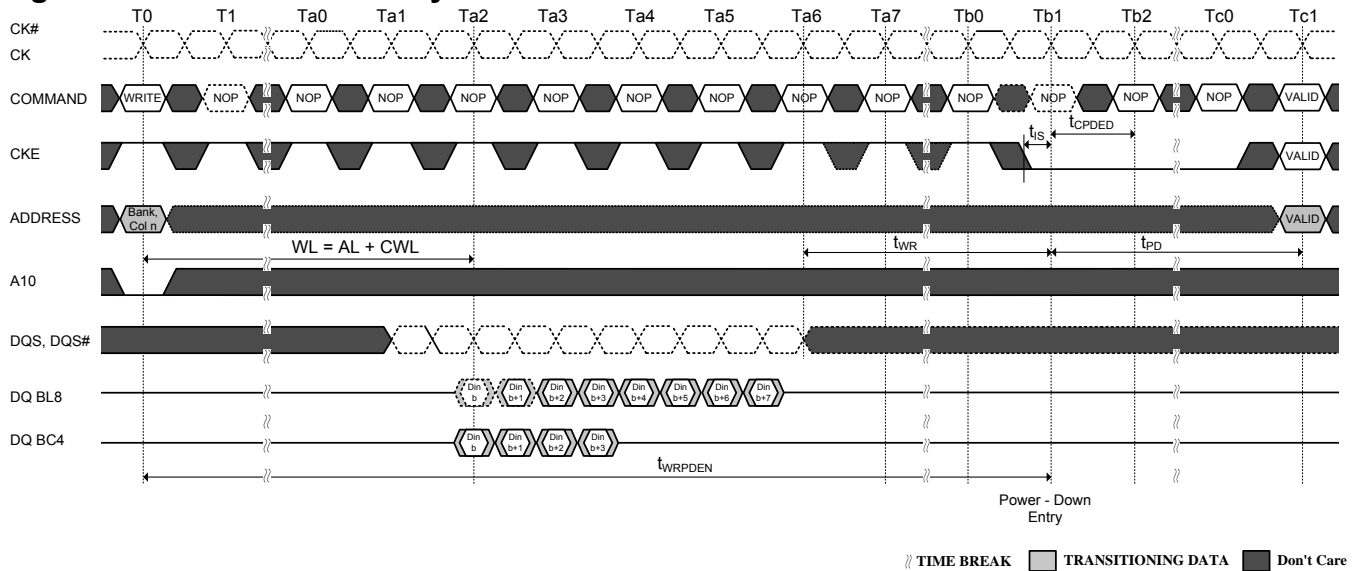 T0 T1 Ta0 Ta1 Ta2 Ta3 Ta4 Ta5 Ta6 Ta7 Tb0 Tb1 Tb2 Tc0 Tc1
CK#
CK
COMMAND WRITE NOP NOP NOP NOP NOP NOP NOP NOP NOP NOP NOP NOP NOP VALID
tIS tCPDED
CKE VALID
ADDRESS Bank, Col n VALID
WL = AL + CWL tWR tPD
A10
DQS, DQS#
DQ BL8 Din b Din b+1 Din b+2 Din b+3 Din b+4 Din b+5 Din b+6 Din b+7
DQ BC4 Din b Din b+1 Din b+2 Din b+3
tWRPDEN
Power - Down
Entry
TIME BREAK TRANSITIONING DATA Don't Care